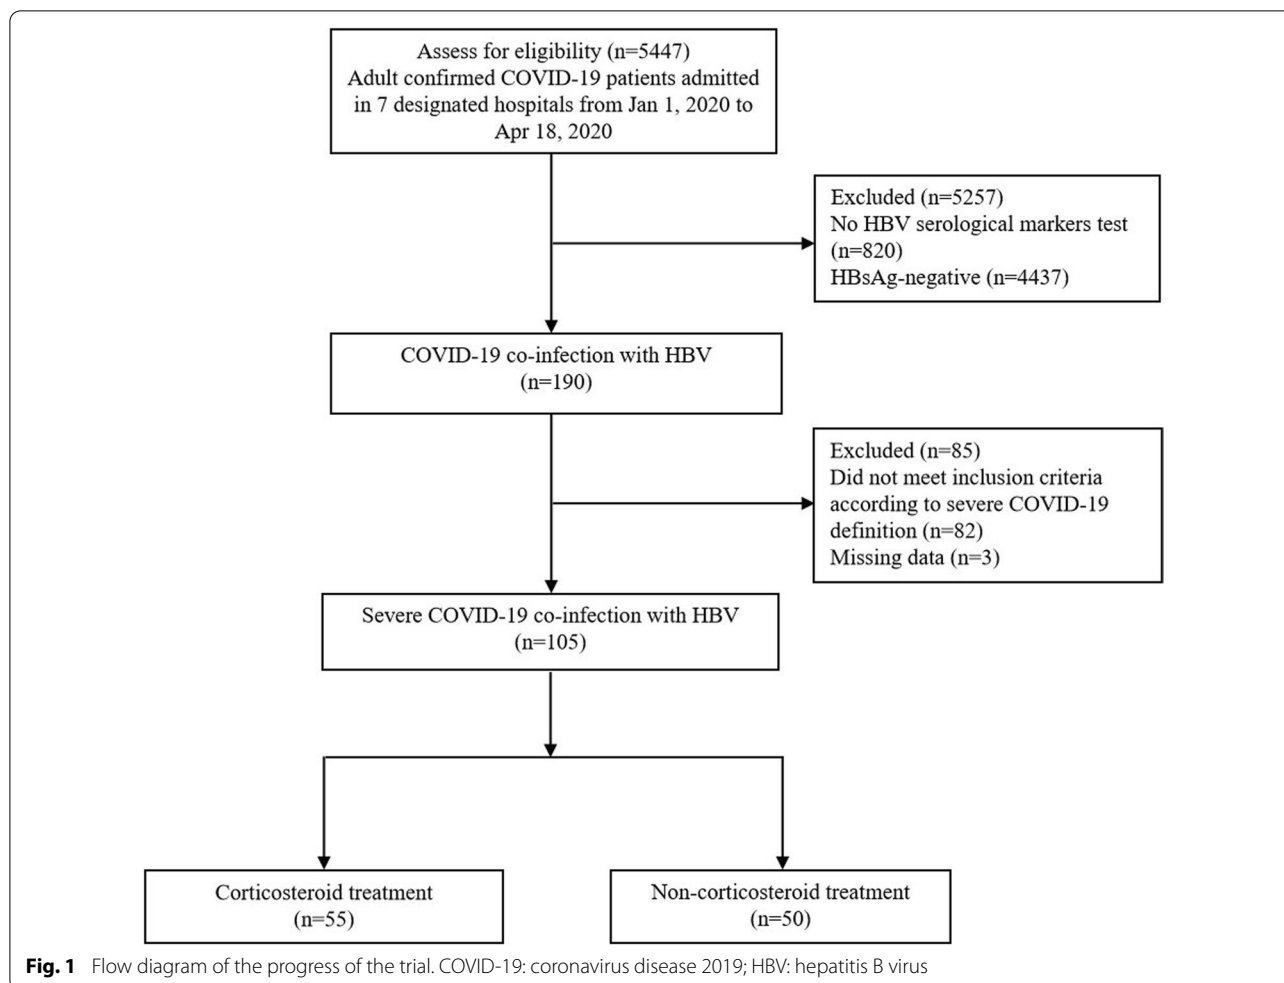 Assess for eligibility (n=5447)
Adult confirmed COVID-19 patients admitted
in 7 designated hospitals from Jan 1, 2020 to
Apr 18, 2020
Excluded (n=5257)
No HBV serological markers test
(n=820)
HBsAg-negative (n=4437)
COVID-19 co-infection with HBV
(n=190)
Excluded (n=85)
Did not meet inclusion criteria
according to severe COVID-19
definition (n=82)
Missing data (n=3)
Severe COVID-19 co-infection with HBV
(n=105)
Corticosteroid treatment
(n=55)
Non-corticosteroid treatment
(n=50)
Fig. 1 Flow diagram of the progress of the trial. COVID-19: coronavirus disease 2019; HBV: hepatitis B virus